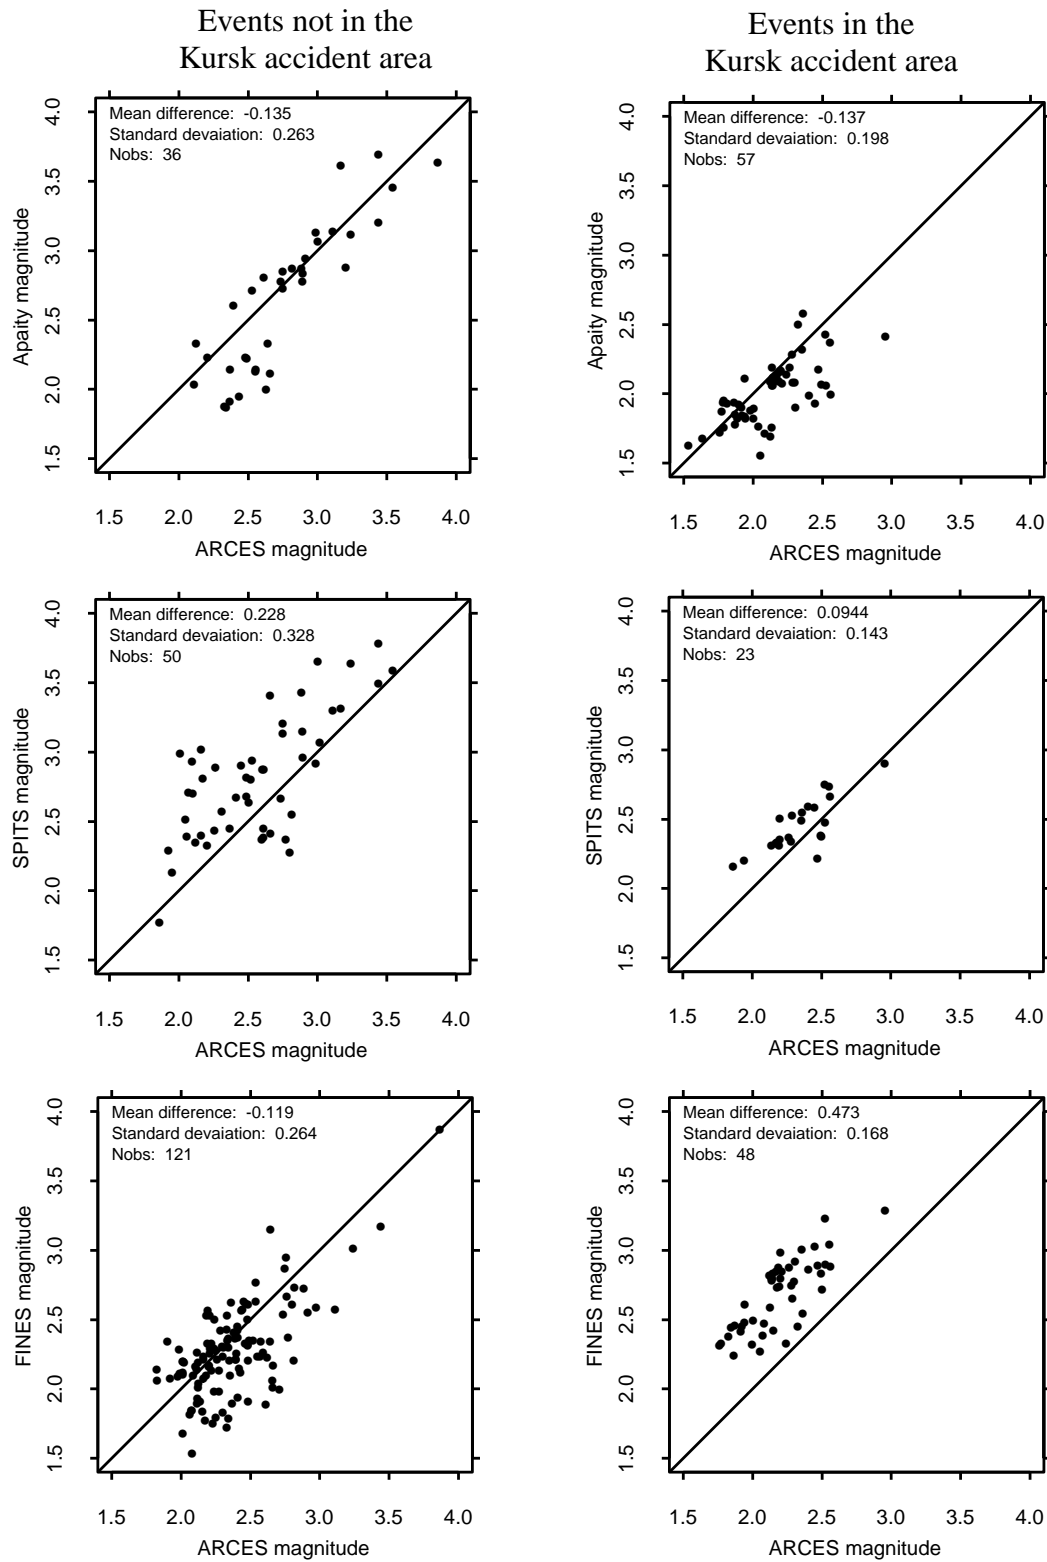 Events not in the
Kursk accident area
Events in the
Kursk accident area
Mean difference: -0.135
Standard devaiation: 0.263
Nobs: 36
4.0
3.5
3.0
2.5
2.0
1.5
Apaity magnitude
1.5 2.0 2.5 3.0 3.5 4.0
ARCES magnitude
Mean difference: -0.137
Standard devaiation: 0.198
Nobs: 57
4.0
3.5
3.0
2.5
2.0
1.5
Apaity magnitude
1.5 2.0 2.5 3.0 3.5 4.0
ARCES magnitude
Mean difference: 0.228
Standard devaiation: 0.328
Nobs: 50
4.0
3.5
3.0
2.5
2.0
1.5
SPITS magnitude
1.5 2.0 2.5 3.0 3.5 4.0
ARCES magnitude
Mean difference: 0.0944
Standard devaiation: 0.143
Nobs: 23
4.0
3.5
3.0
2.5
2.0
1.5
SPITS magnitude
1.5 2.0 2.5 3.0 3.5 4.0
ARCES magnitude
Mean difference: -0.119
Standard devaiation: 0.264
Nobs: 121
4.0
3.5
3.0
2.5
2.0
1.5
FINES magnitude
1.5 2.0 2.5 3.0 3.5 4.0
ARCES magnitude
Mean difference: 0.473
Standard devaiation: 0.168
Nobs: 48
4.0
3.5
3.0
2.5
2.0
1.5
FINES magnitude
1.5 2.0 2.5 3.0 3.5 4.0
ARCES magnitude